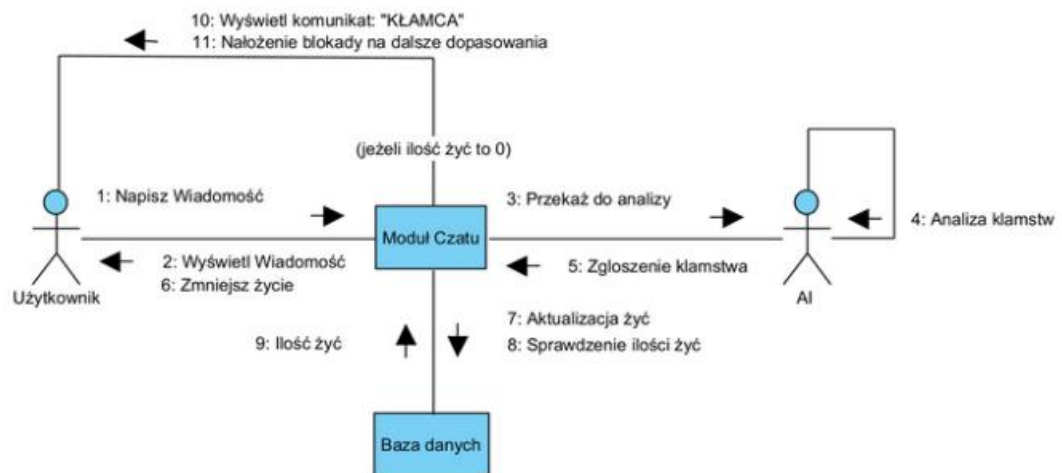 10: Wyświetl komunikat: "KŁAMCA"
11: Nałożenie blokady na dalsze dopasowania
(jeżeli ilość żyć to 0)
1: Napisz Wiadomość
3: Przekaż do analizy
4: Analiza klamstw
Moduł Czatu
2: Wyświetl Wiadomość
6: Zmniejsz życie
5: Zgloszenie klamstwa
Użytkownik
AI
7: Aktualizacja żyć
8: Sprawdzenie ilości żyć
9: Ilość żyć
Baza danych